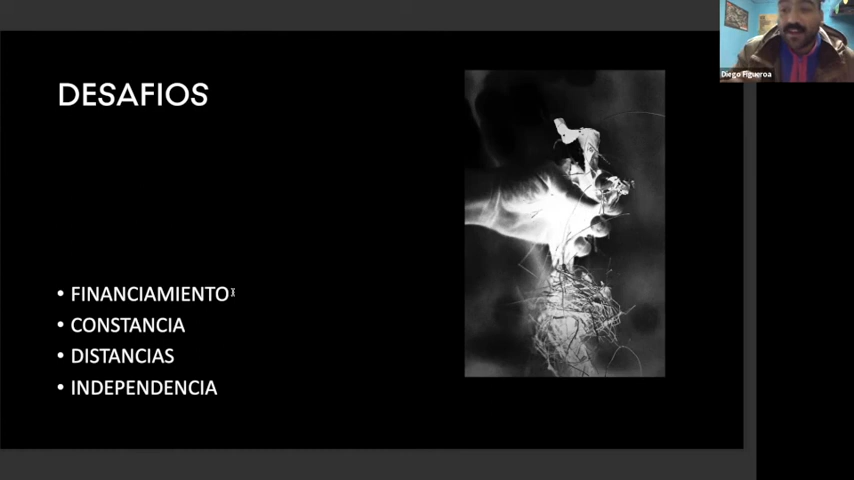 DESAFIOS
• FINANCIAMIENTO
• CONSTANCIA
• DISTANCIAS
• INDEPENDENCIA
Diego Figueroa